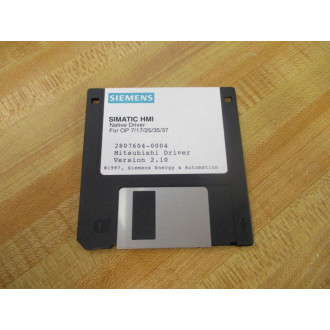 SIEMENS
SIMATIC HMI
Native Driver
For OP 7/17/25/35/37
2807604-0004
Mitsubishi Driver
Version 2.10
©1997, Siemens Energy & Automation